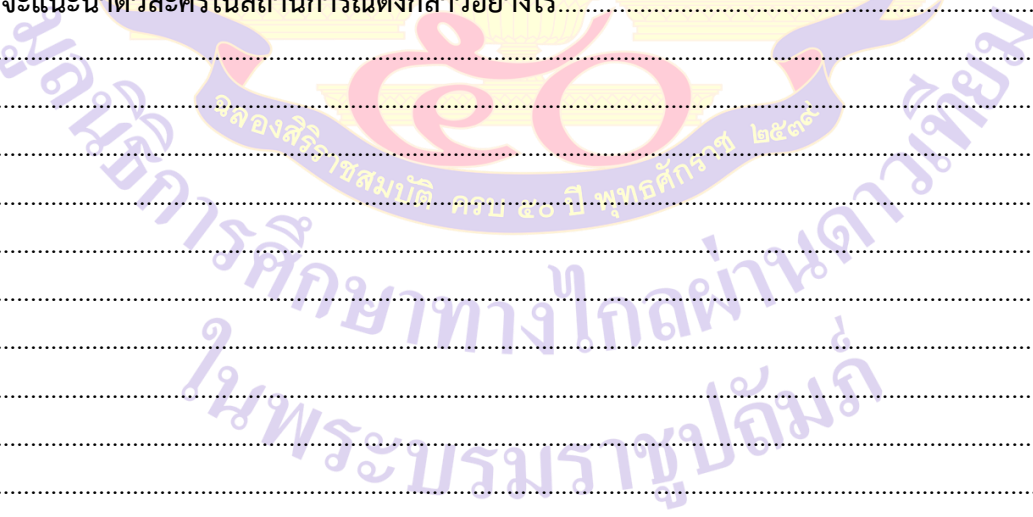 จะแนะนำตัวละครในสถานการณ์ดังกล่าวอย่างไร
ฉลองสิริราชสมบัติ ครบ ๕๐ ปี พุทธศักราช ๒๕๓๙
มูลนิธิการศึกษาทางไกลผ่านดาวเทียม
ในพระบรมราชูปถัมภ์